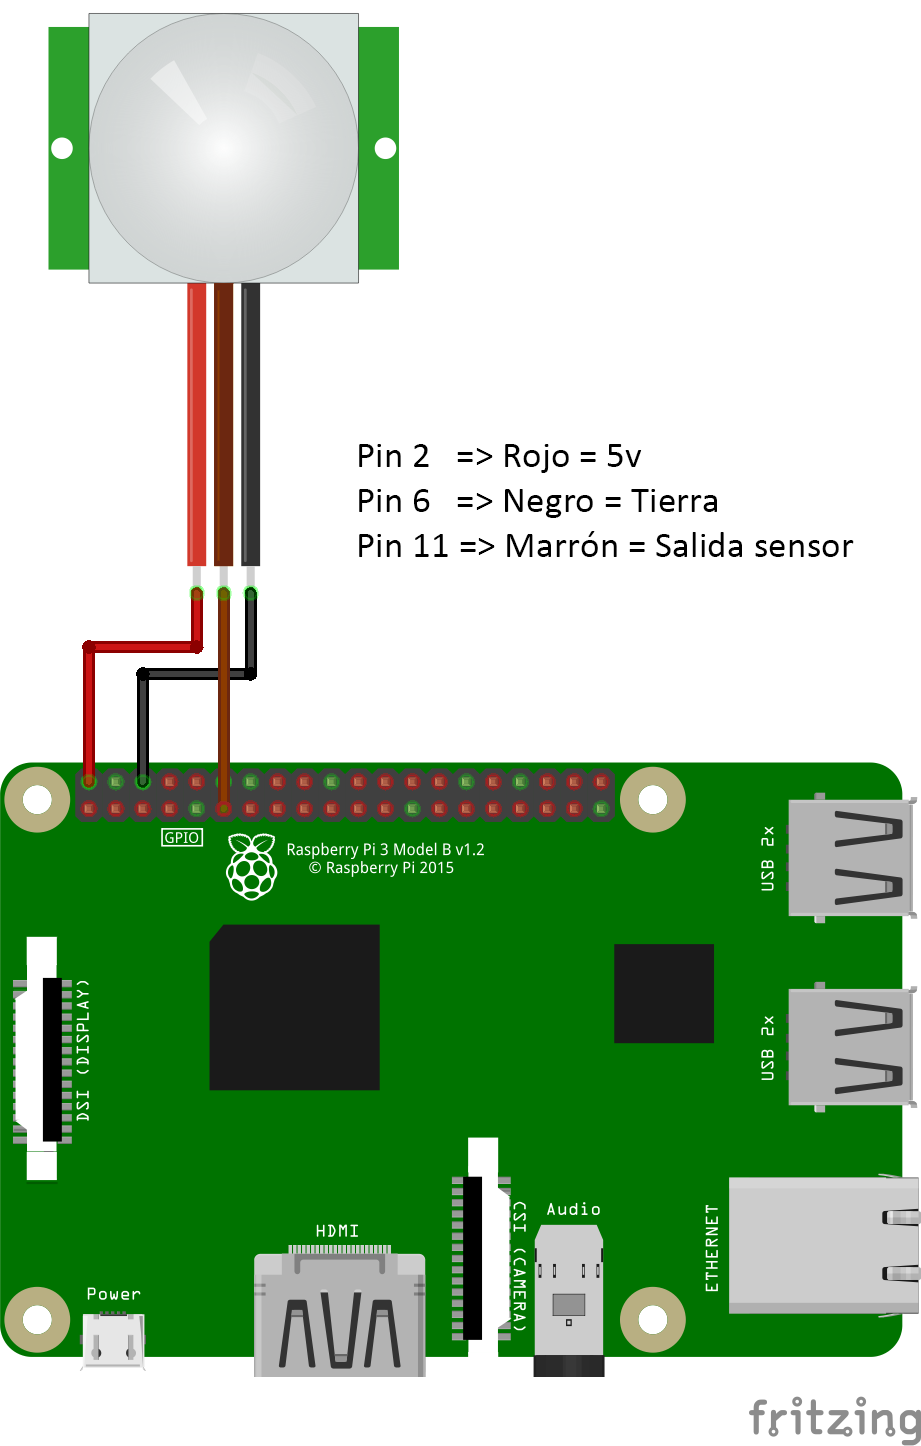 Pin 2 => Rojo = 5v
Pin 6 => Negro = Tierra
Pin 11 => Marrón = Salida sensor
GPIO
Raspberry Pi 3 Model B v1.2
© Raspberry Pi 2015
USB 2x
DSI (DISPLAY)
USB 2x
CSI (CAMERA)
Audio
ETHERNET
HDMI
Power
fritzing